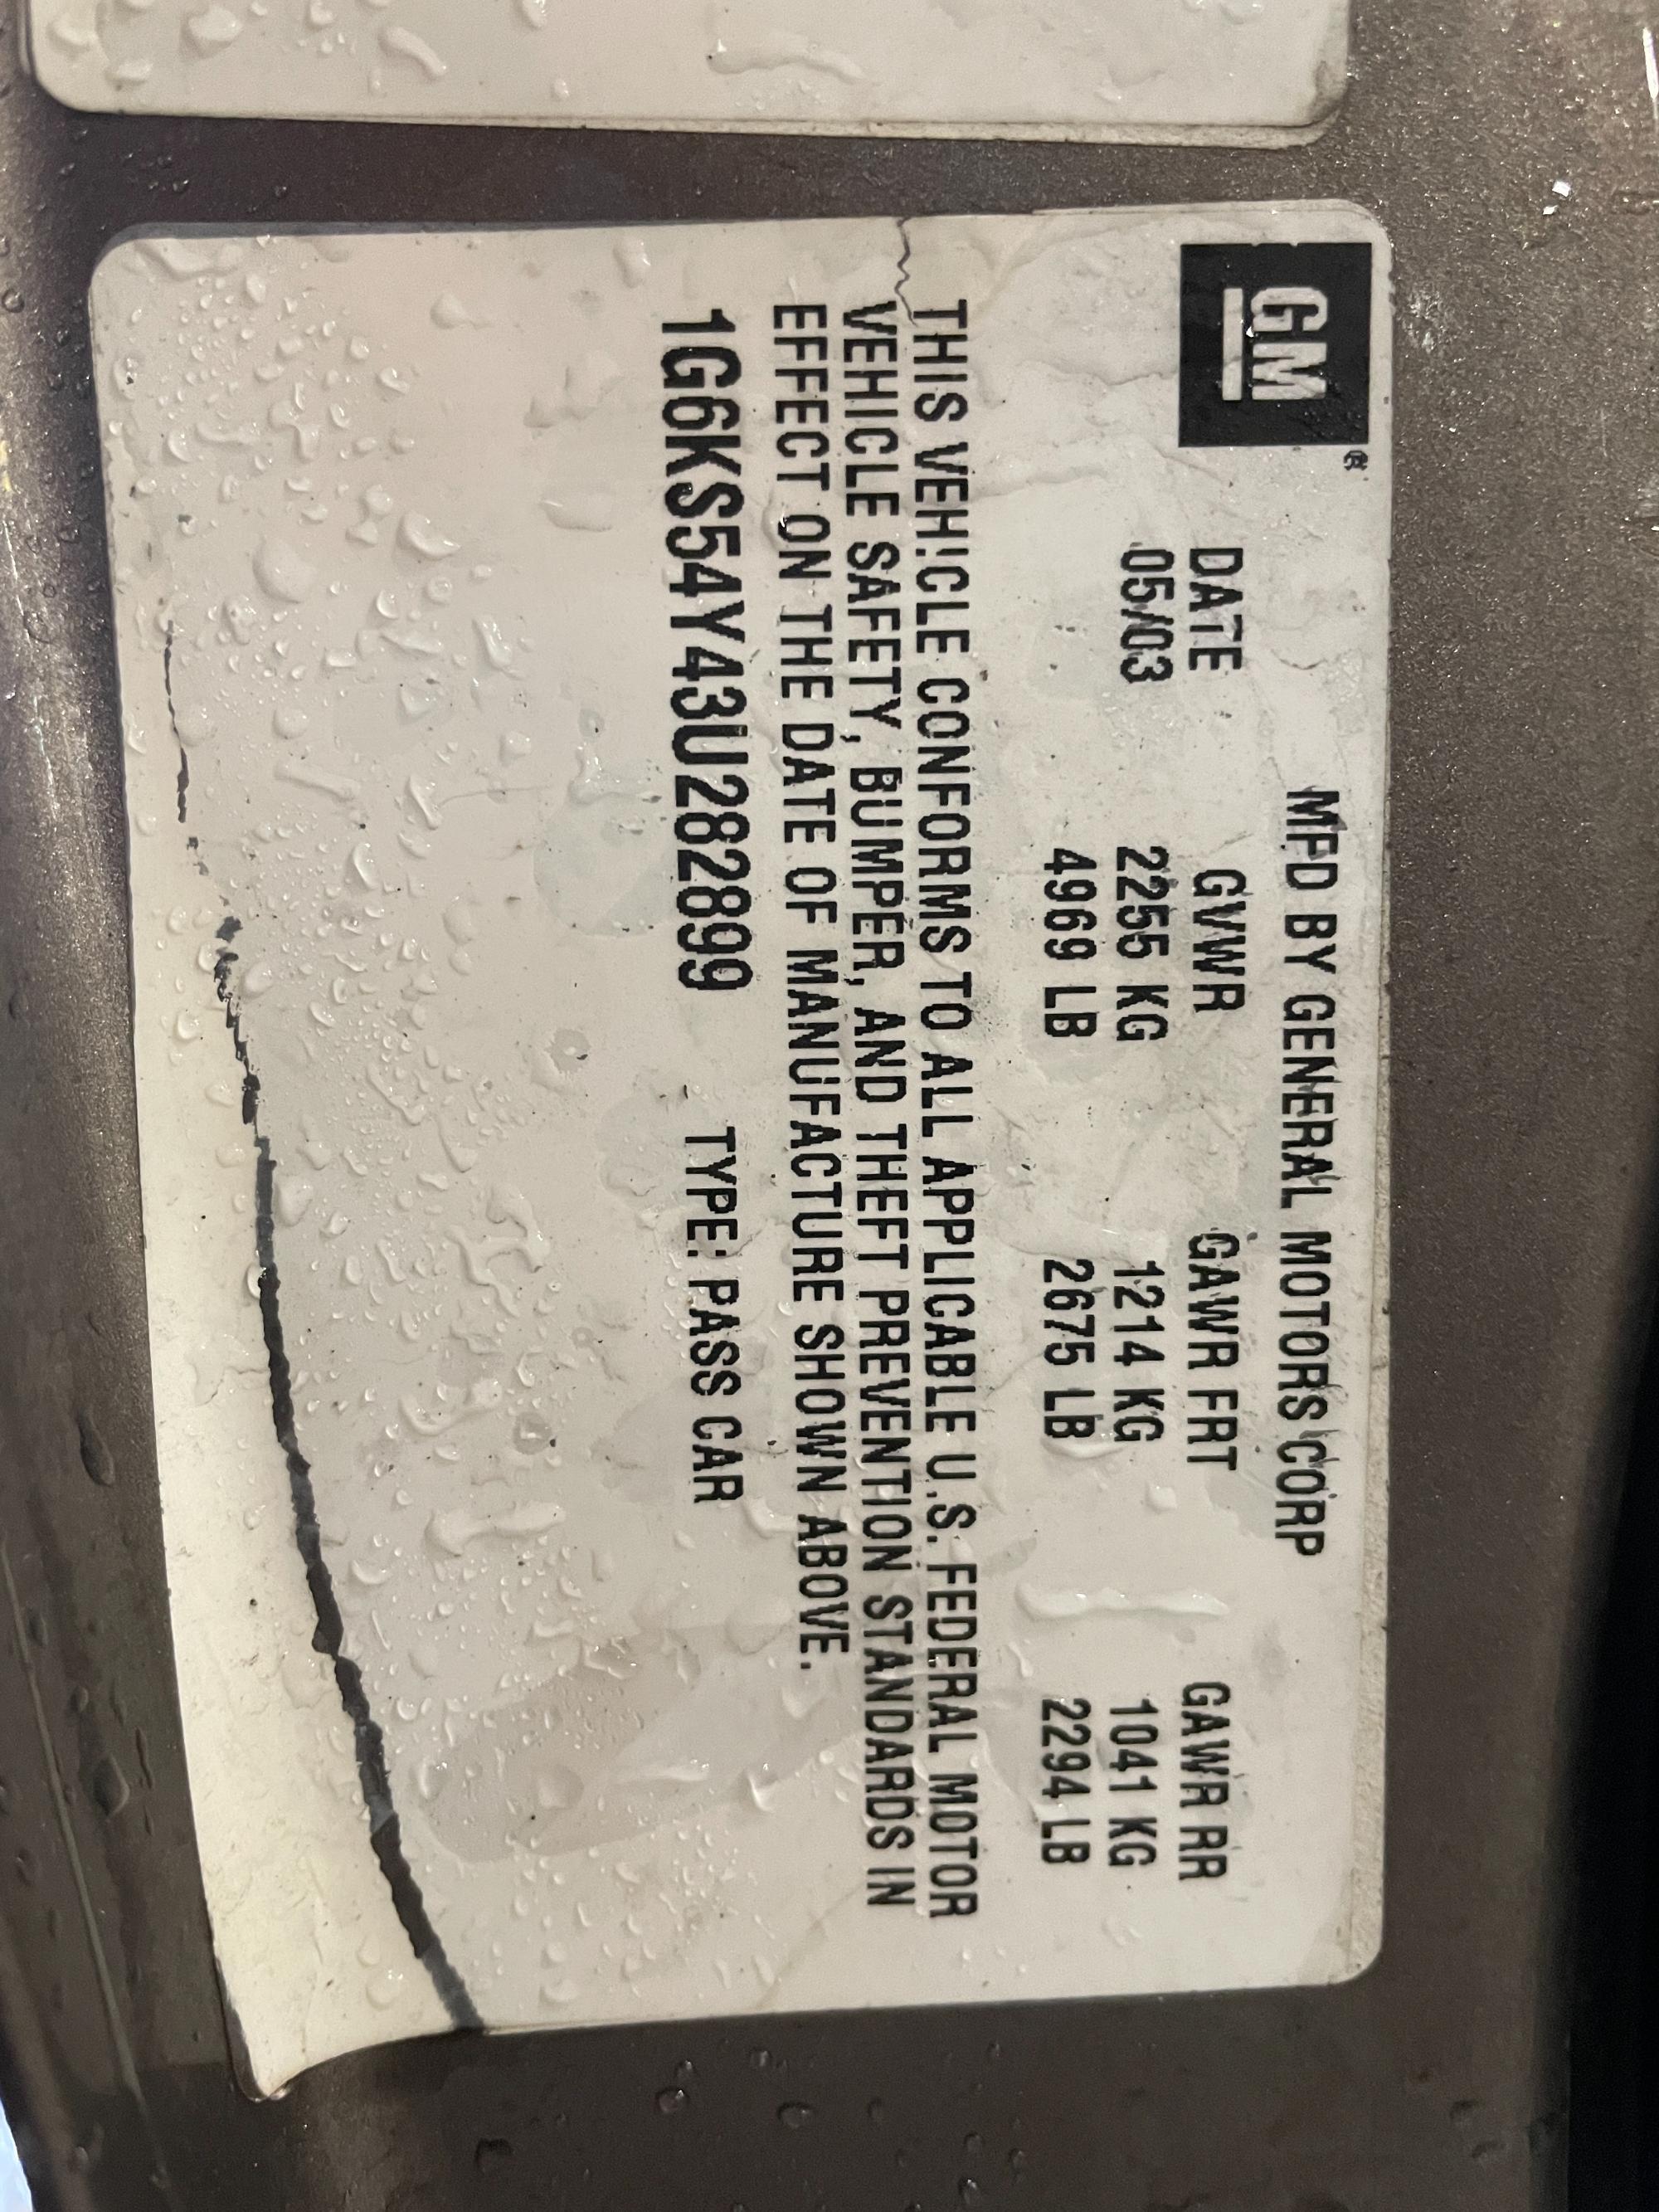 GM®
MFD BY GENERAL MOTORS CORP
DATE GVWR GAWR FRT GAWR RR
05/03 2255 KG 1214 KG 1041 KG
4969 LB 2675 LB 2294 LB
THIS VEHICLE CONFORMS TO ALL APPLICABLE U.S. FEDERAL MOTOR
VEHICLE SAFETY, BUMPER, AND THEFT PREVENTION STANDARDS IN
EFFECT ON THE DATE OF MANUFACTURE SHOWN ABOVE.
1G6KS54Y43U282899 TYPE: PASS CAR